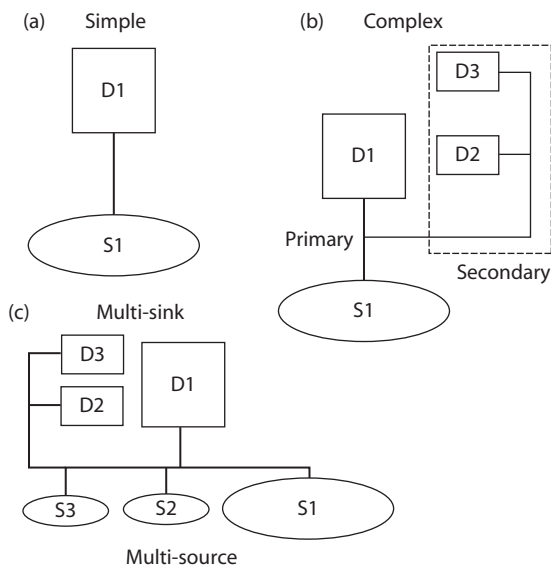 (a) Simple
D1
S1
(b) Complex
D3
D2
D1
Primary
Secondary
S1
(c) Multi-sink
D3
D2
D1
S3
S2
S1
Multi-source